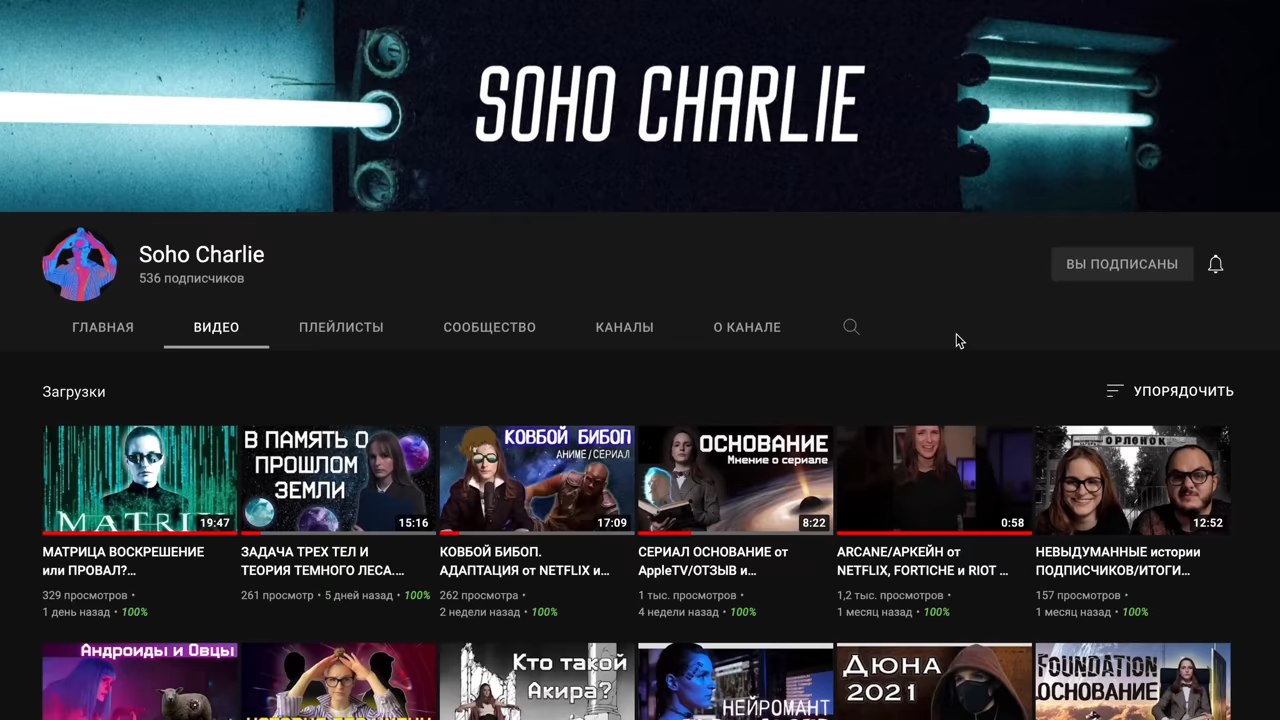 SOHO CHARLIE
Soho Charlie
536 подписчиков
ВЫ ПОДПИСАНЫ
ГЛАВНАЯ ВИДЕО ПЛЕЙЛИСТЫ СООБЩЕСТВО КАНАЛЫ О КАНАЛЕ
Загрузки
УПОРЯДОЧИТЬ
19:47
В ПАМЯТЬ О
ПРОШЛОМ
ЗЕМЛИ
15:16
КОВБОЙ БИБОП
АНИМЕ/СЕРИАЛ
17:09
ОСНОВАНИЕ
Мнение о сериале
8:22
0:58
ОРЛЕНОК
12:52
МАТРИЦА ВОСКРЕШЕНИЕ
или ПРОВАЛ?...
329 просмотров •
1 день назад • 100%
ЗАДАЧА ТРЕХ ТЕЛ И
ТЕОРИЯ ТЕМНОГО ЛЕСА....
261 просмотр • 5 дней назад • 100%
КОВБОЙ БИБОП.
АДАПТАЦИЯ от NETFLIX и...
262 просмотра •
2 недели назад • 100%
СЕРИАЛ ОСНОВАНИЕ от
AppleTV/ОТЗЫВ и...
1 тыс. просмотров •
4 недели назад • 100%
ARCANE/АРКЕЙН от
NETFLIX, FORTICHE и RIOT ...
1,2 тыс. просмотров •
1 месяц назад • 100%
НЕВЫДУМАННЫЕ истории
ПОДПИСЧИКОВ/ИТОГИ...
157 просмотров •
1 месяц назад • 100%
Андроиды и Овцы
Кто такой
Акира?
НЕЙРОМАНТ
ДЮНА
2021
FOUNDATION
ОСНОВАНИЕ